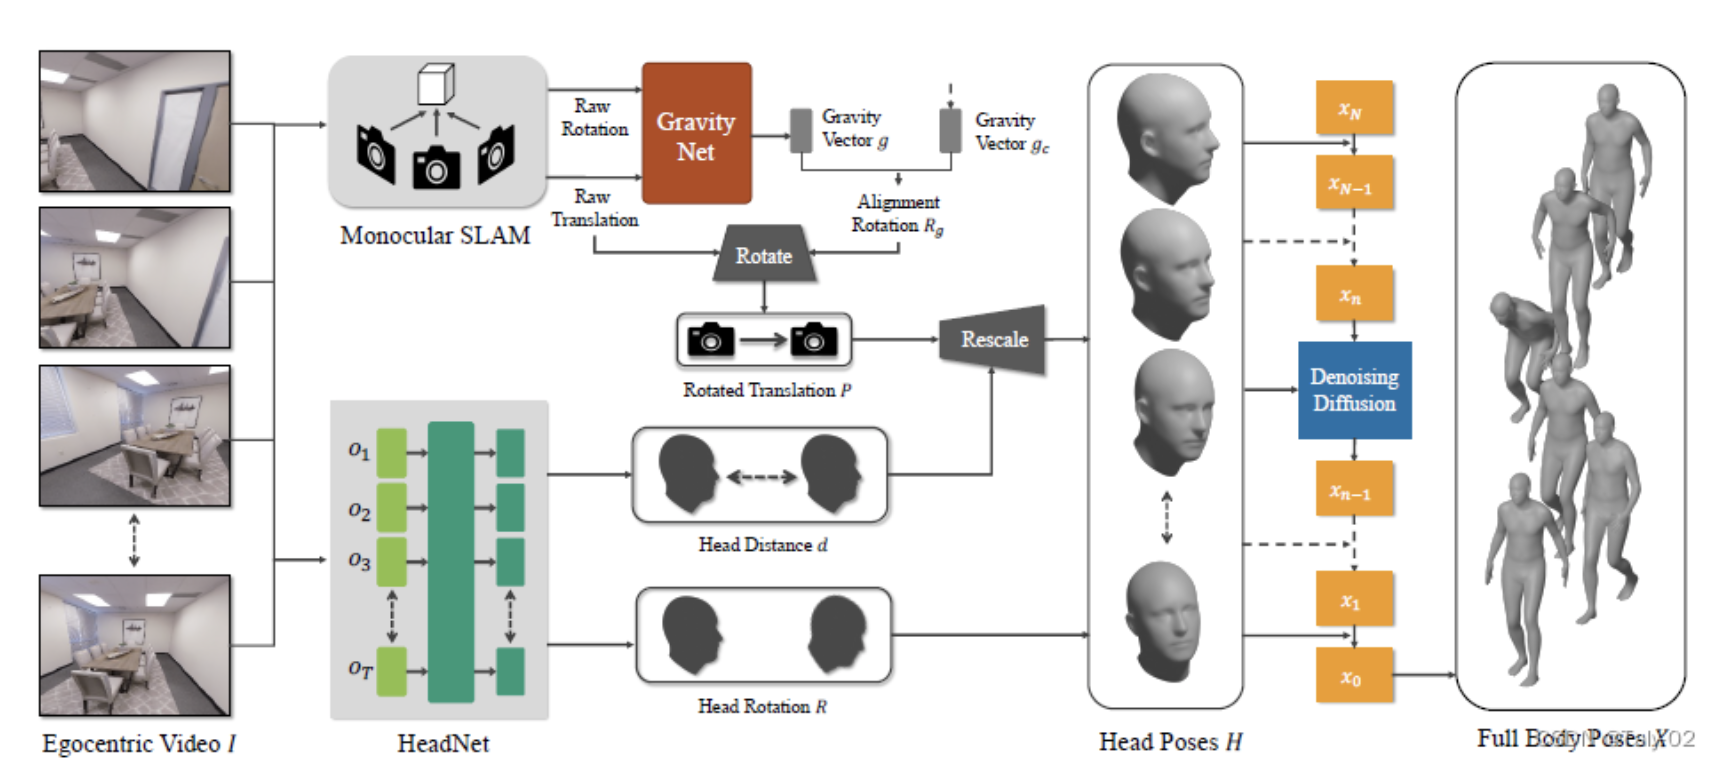 Raw
Rotation
Raw
Translation
Monocular SLAM
Gravity
Net
Gravity
Vector g
Gravity
Vector g_c
Alignment
Rotation R_g
Rotate
Rotated Translation P
Rescale
o_1
o_2
o_3
o_T
Head Distance d
Head Rotation R
x_N
x_{N-1}
x_n
Denoising
Diffusion
x_{n-1}
x_1
x_0
Egocentric Video I
HeadNet
Head Poses H
Full Body Poses X